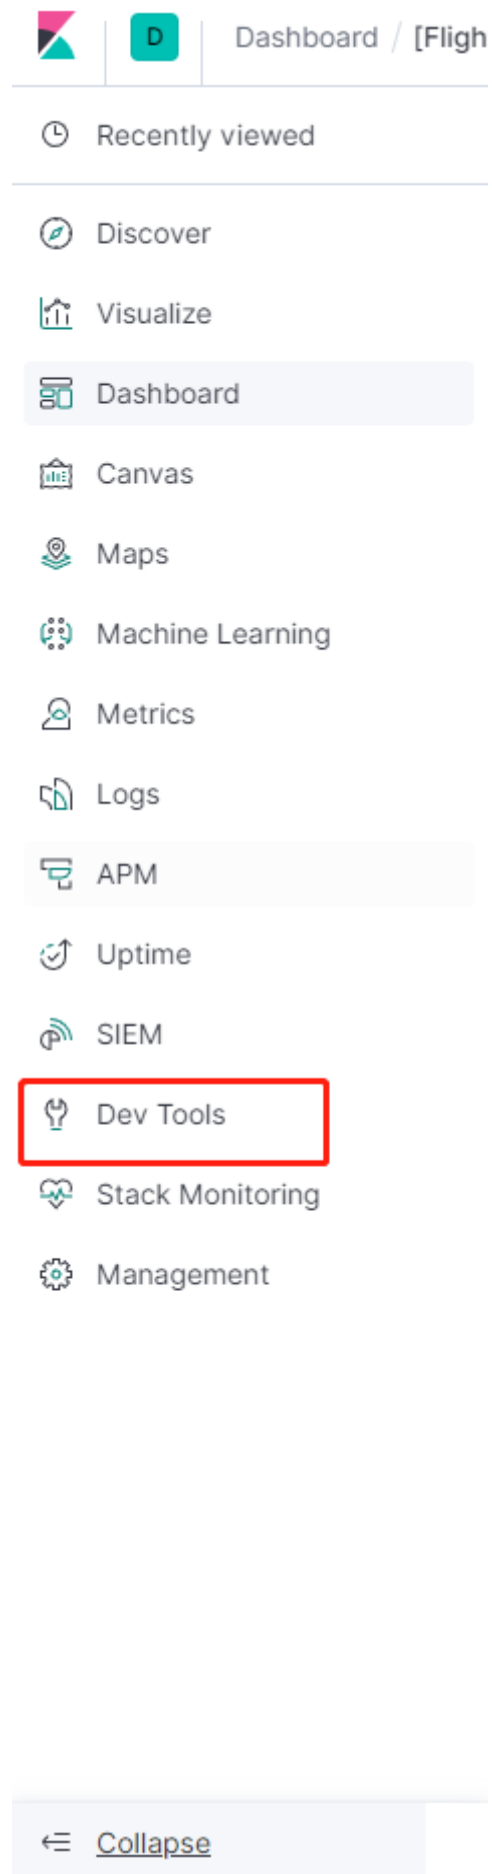 D Dashboard / [Fligh
Recently viewed
Discover
Visualize
Dashboard
Canvas
Maps
Machine Learning
Metrics
Logs
APM
Uptime
SIEM
Dev Tools
Stack Monitoring
Management
Collapse